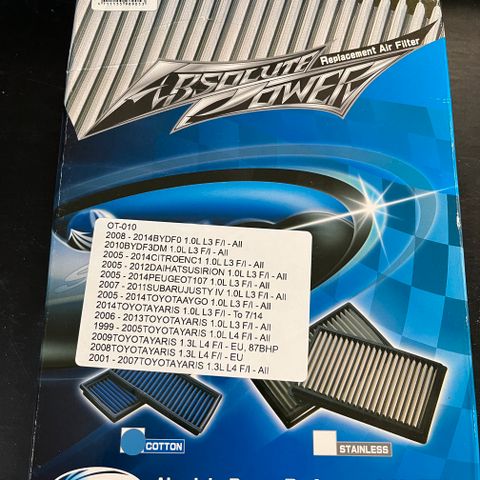 Replacement Air Filter
ABSOLUTE
POWER
OT-010
2008 - 2014BYDF0 1.0L L3 F/I - All
2010BYDF3DM 1.0L L3 F/I - All
2005 - 2014CITROENC1 1.0L L3 F/I - All
2005 - 2012DAIHATSUSIRION 1.0L L3 F/I - All
2005 - 2014PEUGEOT107 1.0L L3 F/I - All
2007 - 2011SUBARUJUSTY IV 1.0L L3 F/I - All
2005 - 2014TOYOTAAYGO 1.0L L3 F/I - All
2014TOYOTAYARIS 1.0L L3 F/I - To 7/14
2006 - 2013TOYOTAYARIS 1.0L L3 F/I - All
1999 - 2005TOYOTAYARIS 1.0L L4 F/I - All
2009TOYOTAYARIS 1.3L L4 F/I - EU, 87BHP
2008TOYOTAYARIS 1.3L L4 F/I - EU
2001 - 2007TOYOTAYARIS 1.3L L4 F/I - All
COTTON
STAINLESS